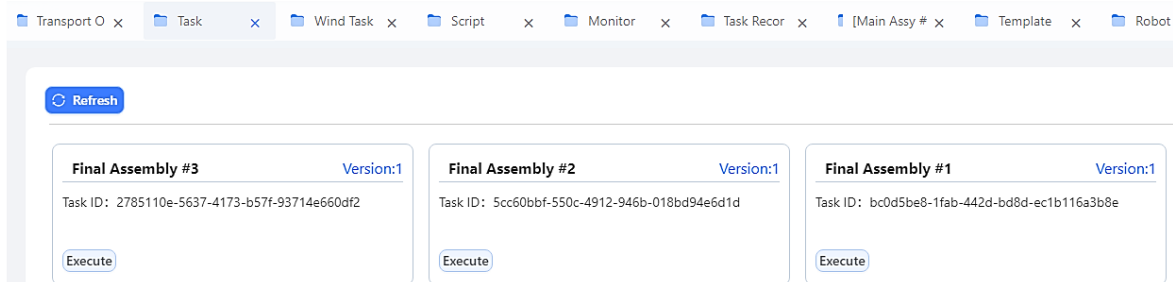 Transport O Task Wind Task Script Monitor Task Recor [Main Assy # Template Robot
Refresh
Final Assembly #3 Version:1 Final Assembly #2 Version:1 Final Assembly #1 Version:1
Task ID：2785110e-5637-4173-b57f-93714e660df2 Task ID：5cc60bbf-550c-4912-946b-018bd94e6d1d Task ID：bc0d5be8-1fab-442d-bd8d-ec1b116a3b8e
Execute Execute Execute